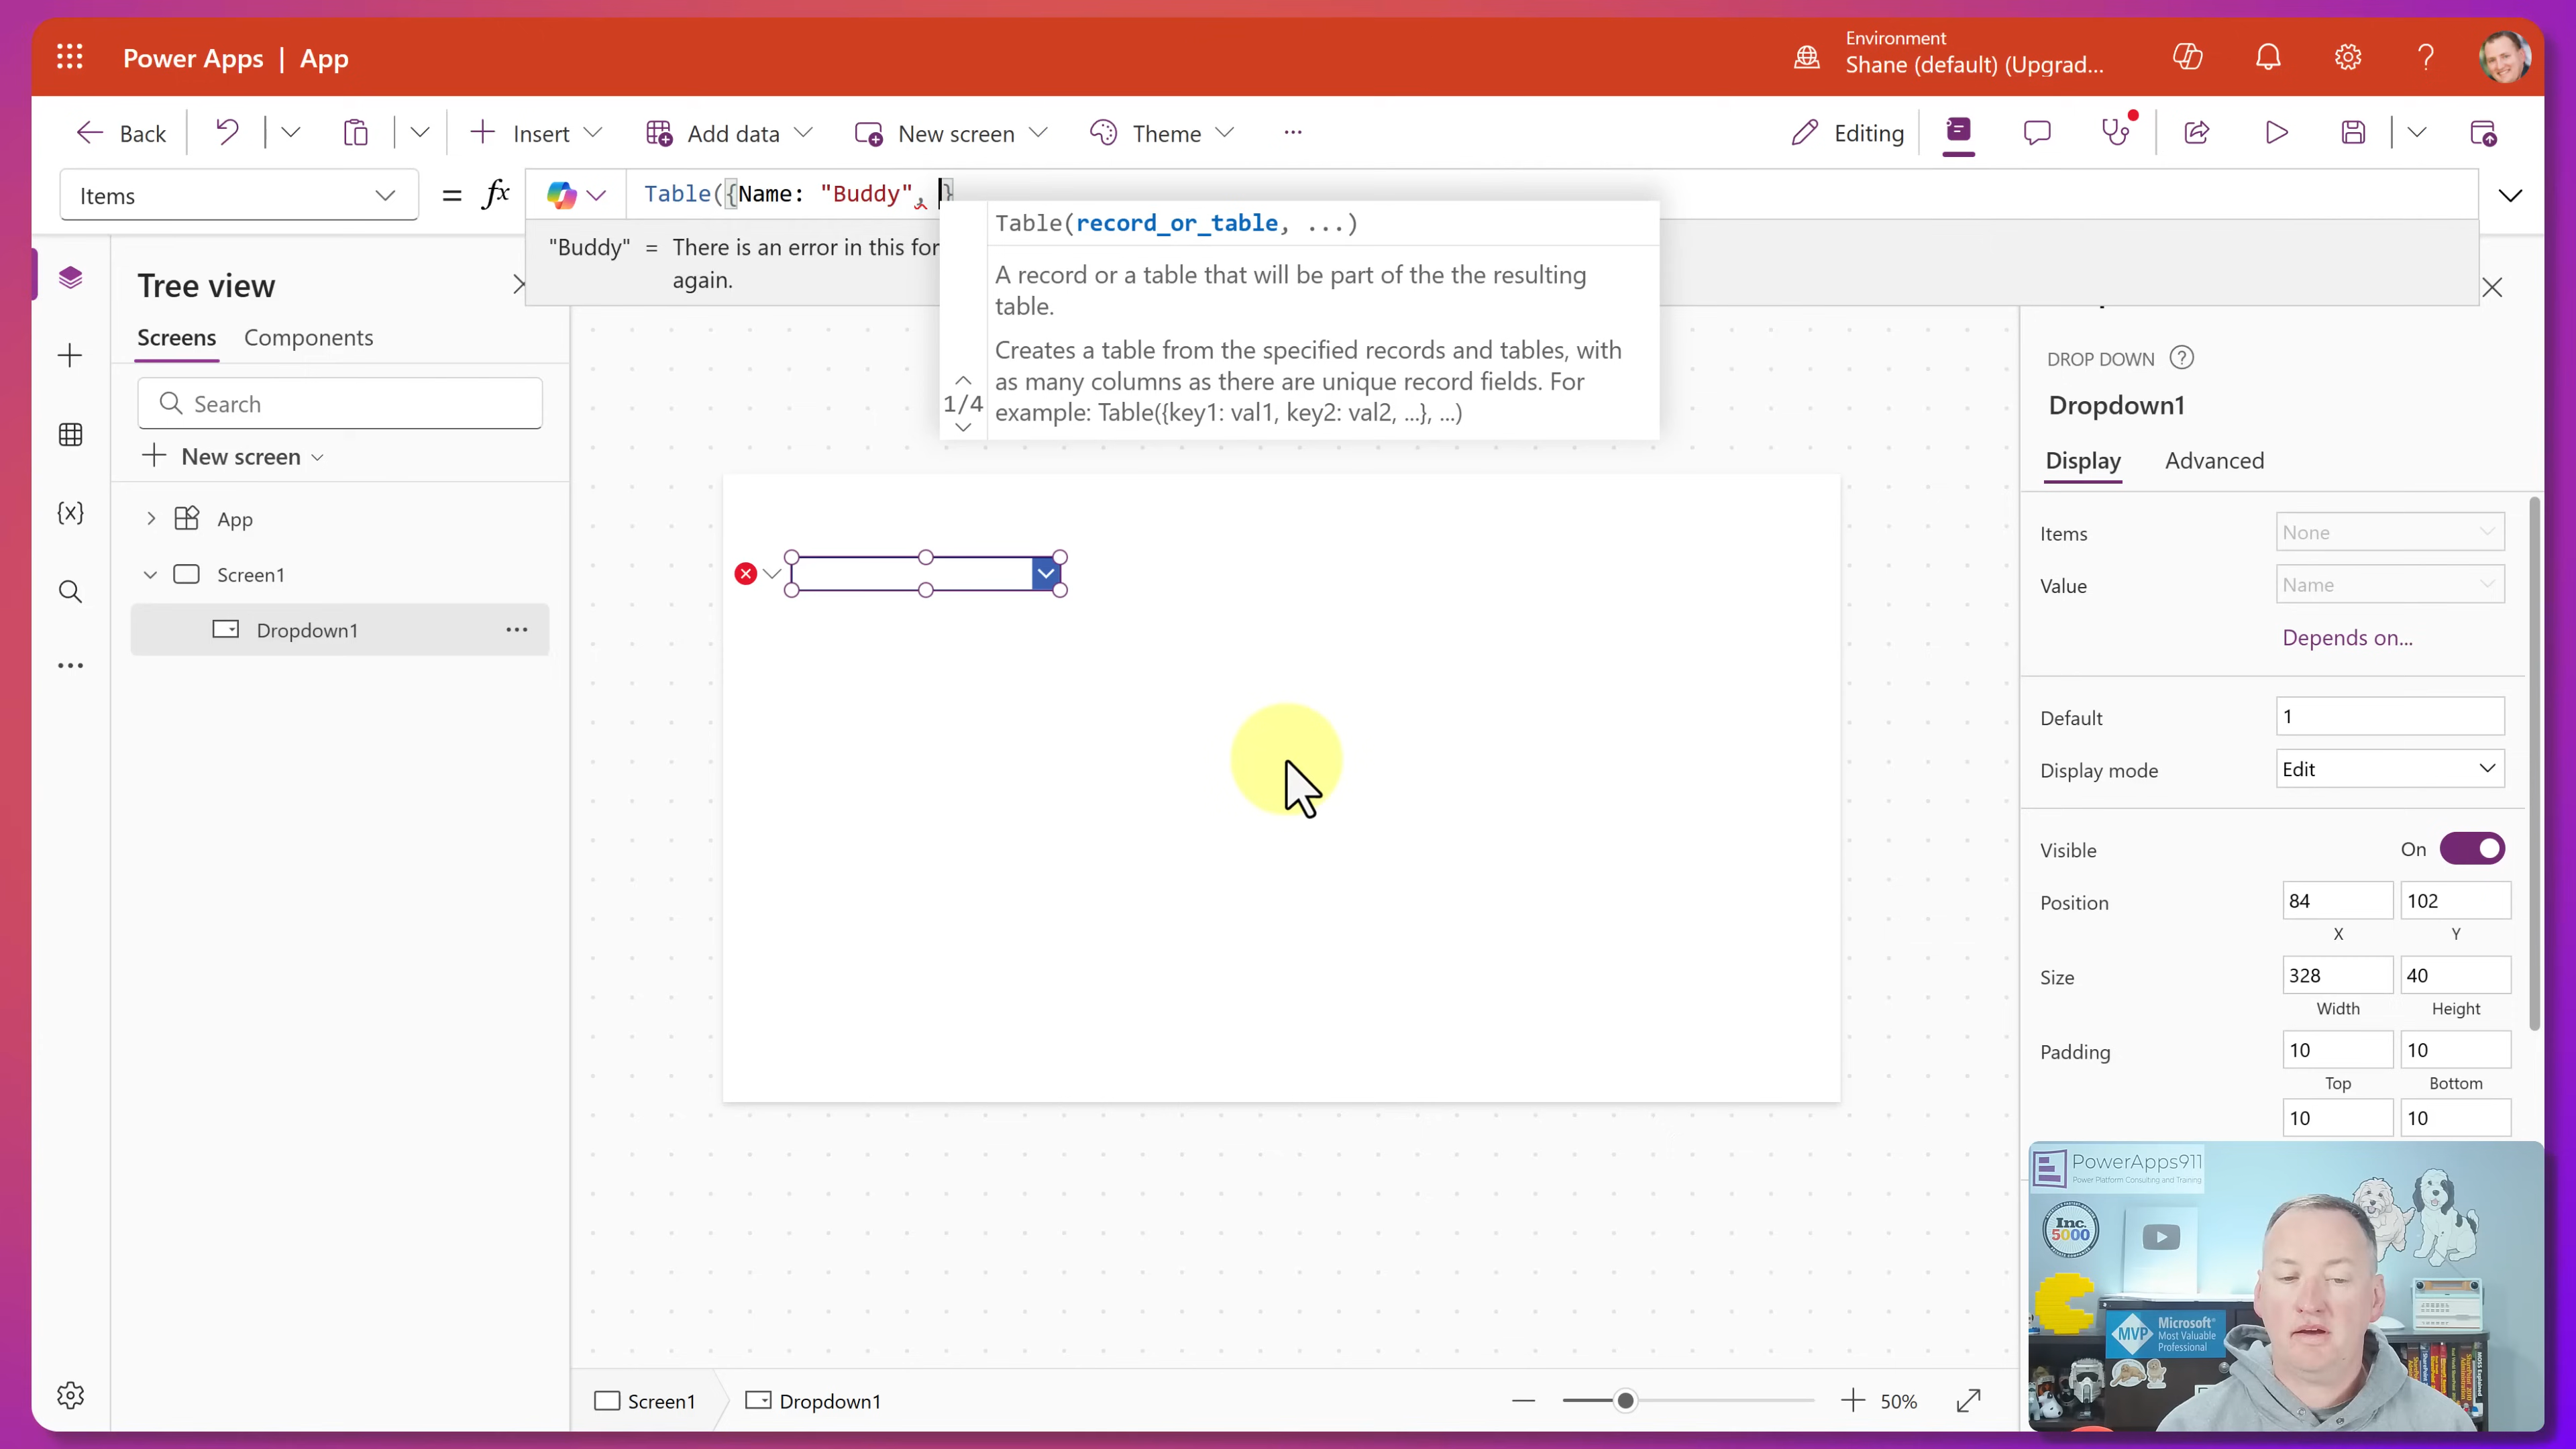 Power Apps | App
Environment
Shane (default) (Upgrad...
Back
Insert
Add data
New screen
Theme
...
Editing
Items
= fx
Table({Name: "Buddy", }
"Buddy" = There is an error in this for
again.
Table(record_or_table, ...)
A record or a table that will be part of the the resulting
table.
Creates a table from the specified records and tables, with
as many columns as there are unique record fields. For
example: Table({key1: val1, key2: val2, ...}, ...)
1/4
Tree view
Screens
Components
Search
New screen
App
Screen1
Dropdown1
DROP DOWN
Dropdown1
Display
Advanced
Items
None
Value
Name
Depends on...
Default
1
Display mode
Edit
Visible
On
Position
84
102
X
Y
Size
328
40
Width
Height
Padding
10
10
Top
Bottom
10
10
PowerApps911
Power Platform Consulting and Training
Inc.
5000
MVP
Microsoft®
Most Valuable
Professional
Screen1
Dropdown1
50%